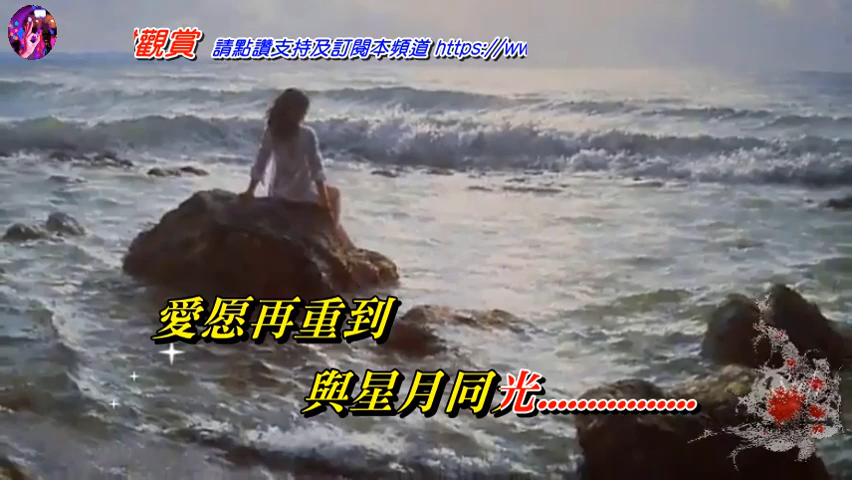 觀賞 請點讚支持及訂閱本頻道 https://
愛愿再重到
與星月同光................